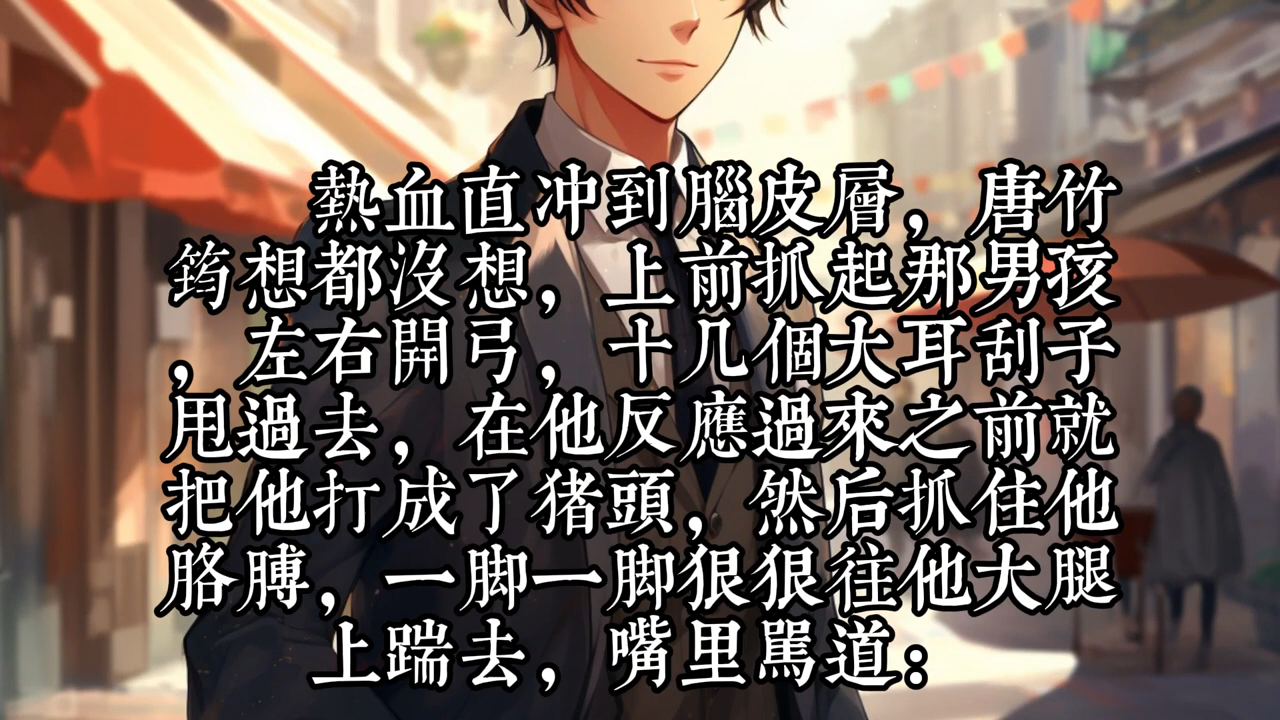 熱血直冲到腦皮層，唐竹
筠想都沒想，上前抓起那男孩
，左右開弓，十几個大耳刮子
甩過去，在他反應過來之前就
把他打成了猪頭，然后抓住他
胳膊，一脚一脚狠狠往他大腿
上踹去，嘴里駡道：